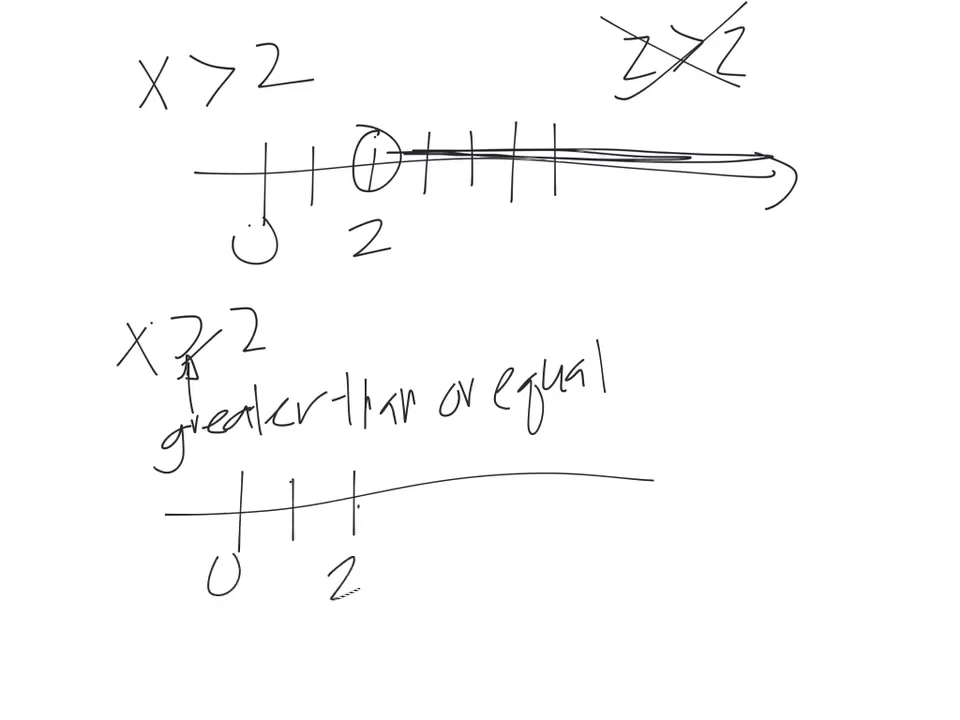 x > 2
2 > 2
0 2
x ≥ 2
greater-than or equal
0 2